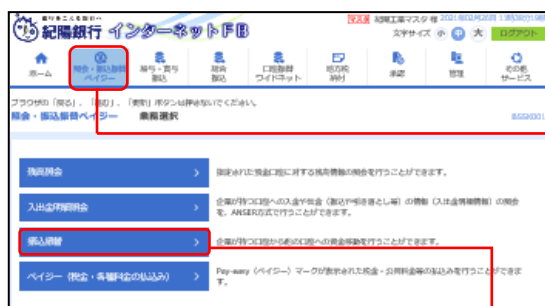 紀陽銀行 インターネットFB
文字サイズ 小 中 大 ログアウト
ホーム 照会・振込振替 ペイジー 給与・賞与 振込 総合 振込 口座振替 ワイドネット 地方税 納付 承認 管理 その他 サービス
ブラウザの「戻る」、「進む」、「更新」ボタンは押さないでください。
照会・振込振替ペイジー 業務選択
残高照会 指定された預金口座に対する残高情報の照会を行うことができます。
入出金明細照会 企業が持つ口座への入金や出金（振込や引き落とし等）の情報（入出金明細情報）の照会
を、ANSER方式で行うことができます。
振込振替 企業が持つ口座から他の口座への資金移動を行うことができます。
ペイジー（税金・各種料金の払込み） Pay-easy（ペイジー）マークが表示された税金・公共料金等の払込みを行うことができま
す。